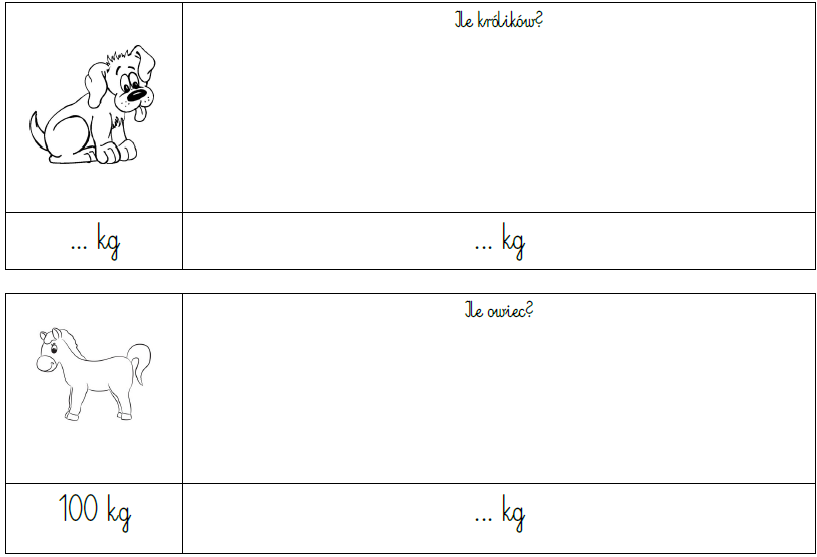 Ile królików?
... kg
... kg
Ile owiec?
100 kg
... kg